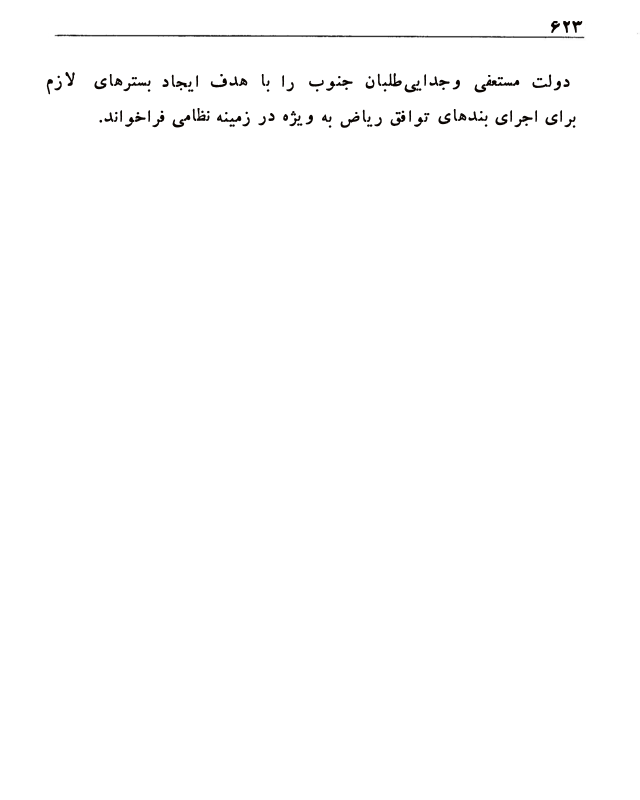 ۶۲۳
دولت مستعفی وجدایی‌طلبان جنوب را با هدف ایجاد بسترهای لازم
برای اجرای بندهای توافق ریاض به ویژه در زمینه نظامی فراخواند.